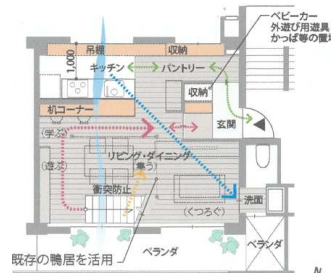 ベビーカー
外遊び用遊具
かっぱ等の置場
吊棚
収納
1,000
キッチン
パントリー
収納
机コーナー
玄関
(学ぶ)
リビング・ダイニング
(遊ぶ)
集う)
衝突防止
(くつろぐ)
洗面
既存の鴨居を活用
ベランダ
ベランダ
N